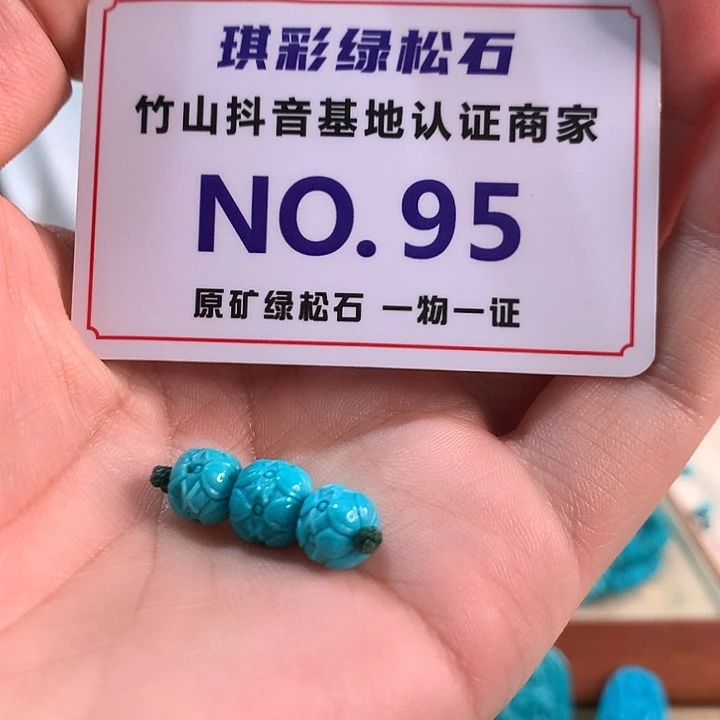 琪彩绿松石
竹山抖音基地认证商家
NO.95
原矿绿松石 一物一证